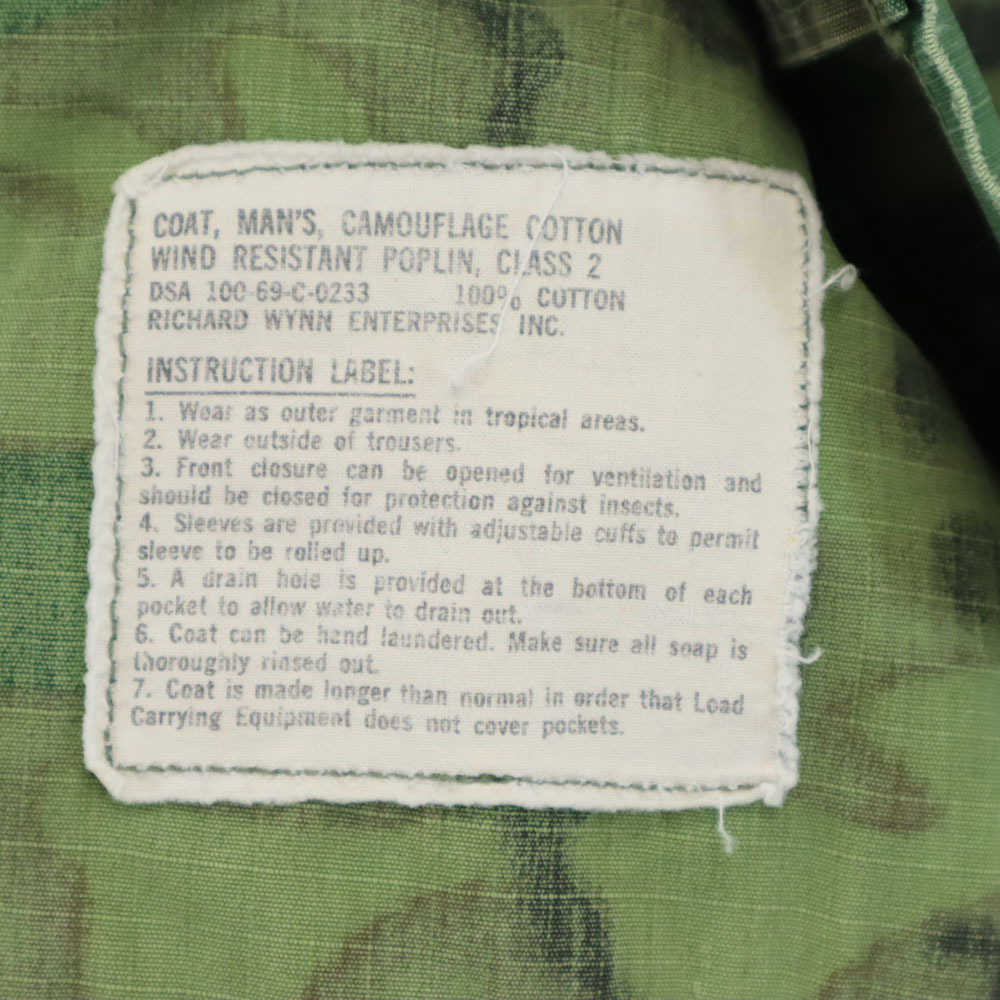 COAT, MAN'S, CAMOUFLAGE COTTON
WIND RESISTANT POPLIN, CLASS 2
DSA 100-69-C-0233 100% COTTON
RICHARD WYNN ENTERPRISES INC.
INSTRUCTION LABEL:
1. Wear as outer garment in tropical areas.
2. Wear outside of trousers.
3. Front closure can be opened for ventilation and
should be closed for protection against insects.
4. Sleeves are provided with adjustable cuffs to permit
sleeve to be rolled up.
5. A drain hole is provided at the bottom of each
pocket to allow water to drain out.
6. Coat can be hand laundered. Make sure all soap is
thoroughly rinsed out.
7. Coat is made longer than normal in order that Load
Carrying Equipment does not cover pockets.